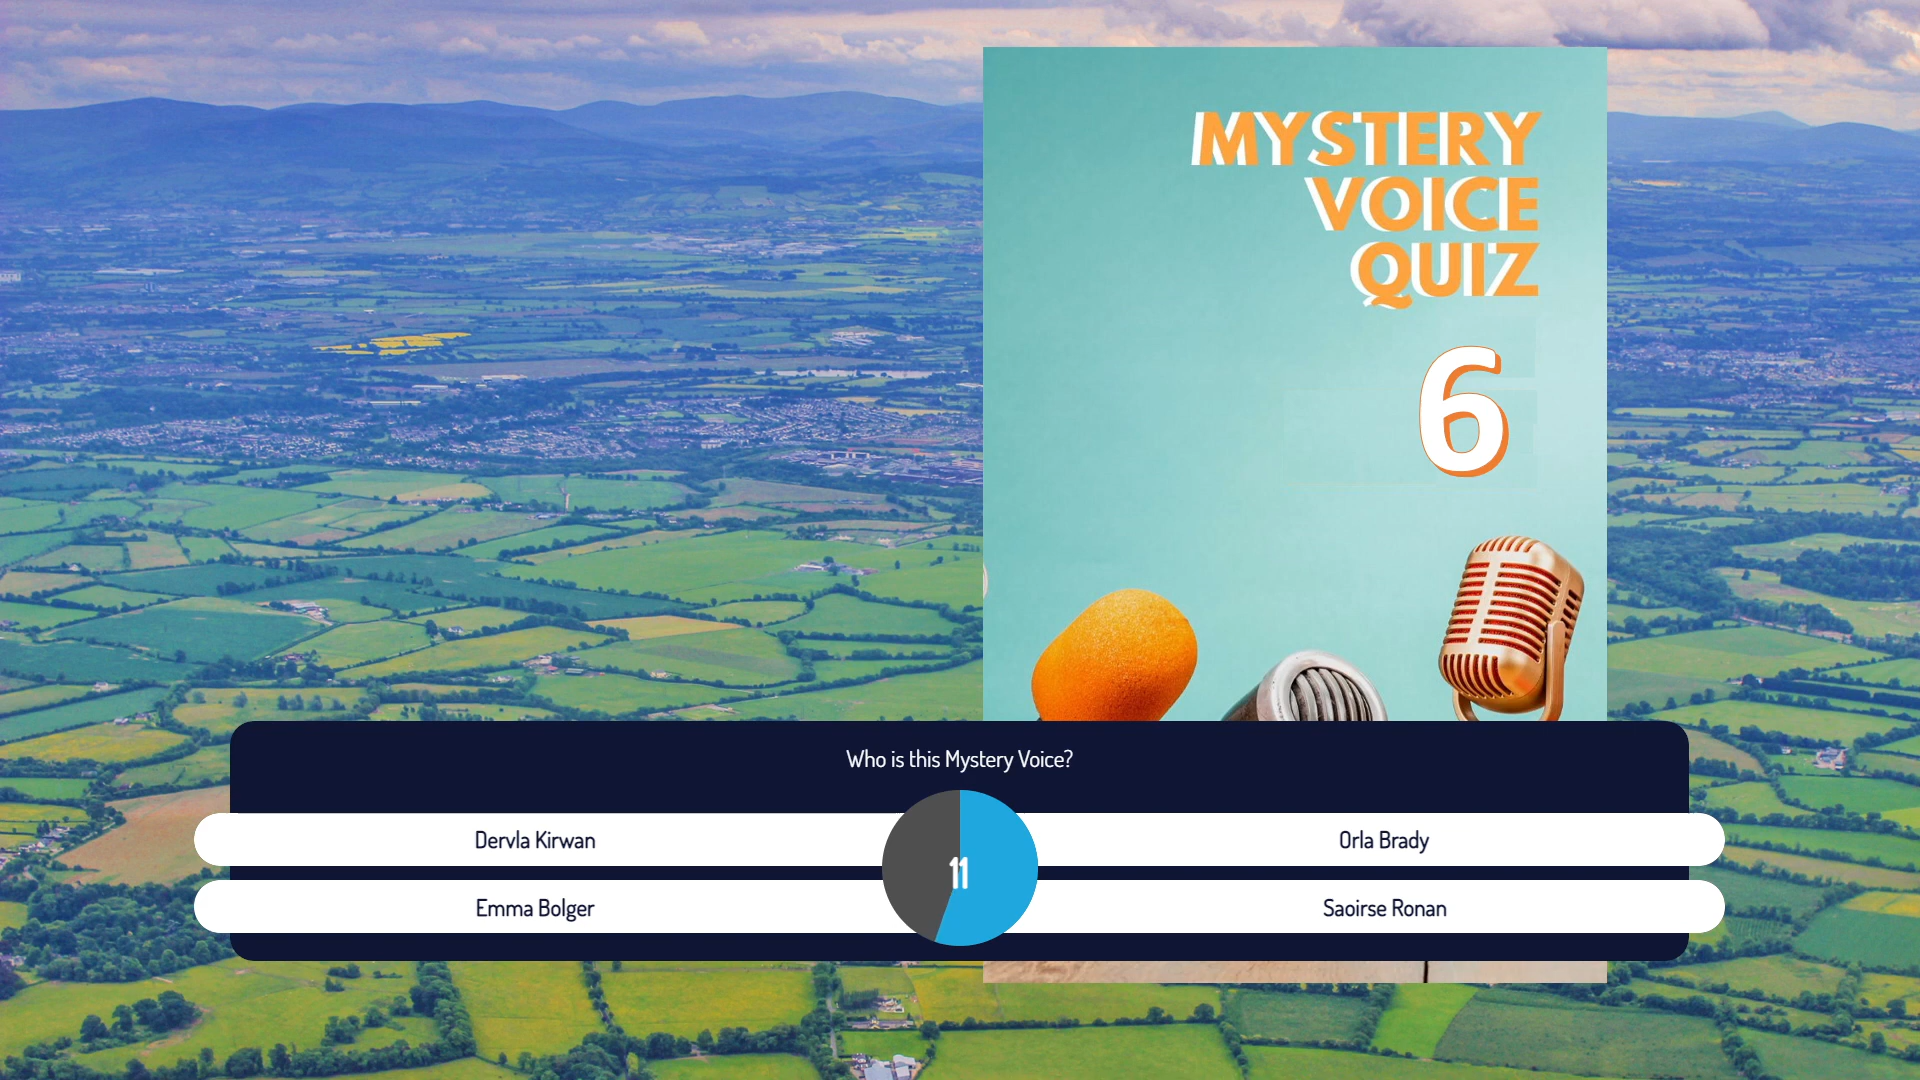 MYSTERY
VOICE
QUIZ
6
Who is this Mystery Voice?
Dervla Kirwan
Orla Brady
11
Emma Bolger
Saoirse Ronan